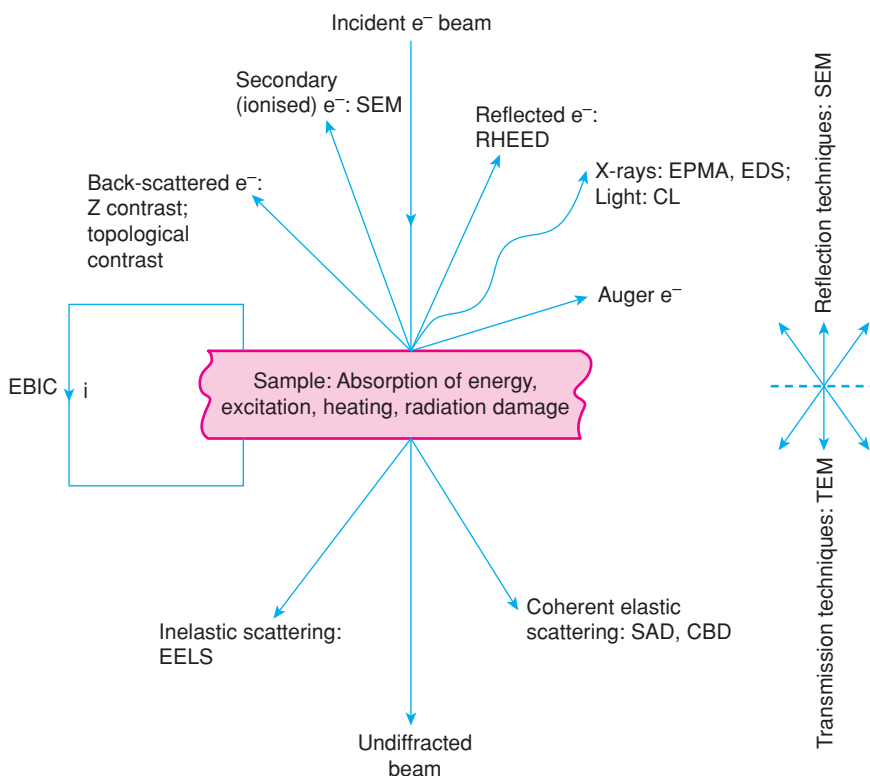 Incident e⁻ beam
Secondary
(ionised) e⁻: SEM
Reflected e⁻:
RHEED
X-rays: EPMA, EDS;
Light: CL
Back-scattered e⁻:
Z contrast;
topological
contrast
Auger e⁻
EBIC
i
Sample: Absorption of energy,
excitation, heating, radiation damage
Inelastic scattering:
EELS
Coherent elastic
scattering: SAD, CBD
Undiffracted
beam
Reflection techniques: SEM
Transmission techniques: TEM